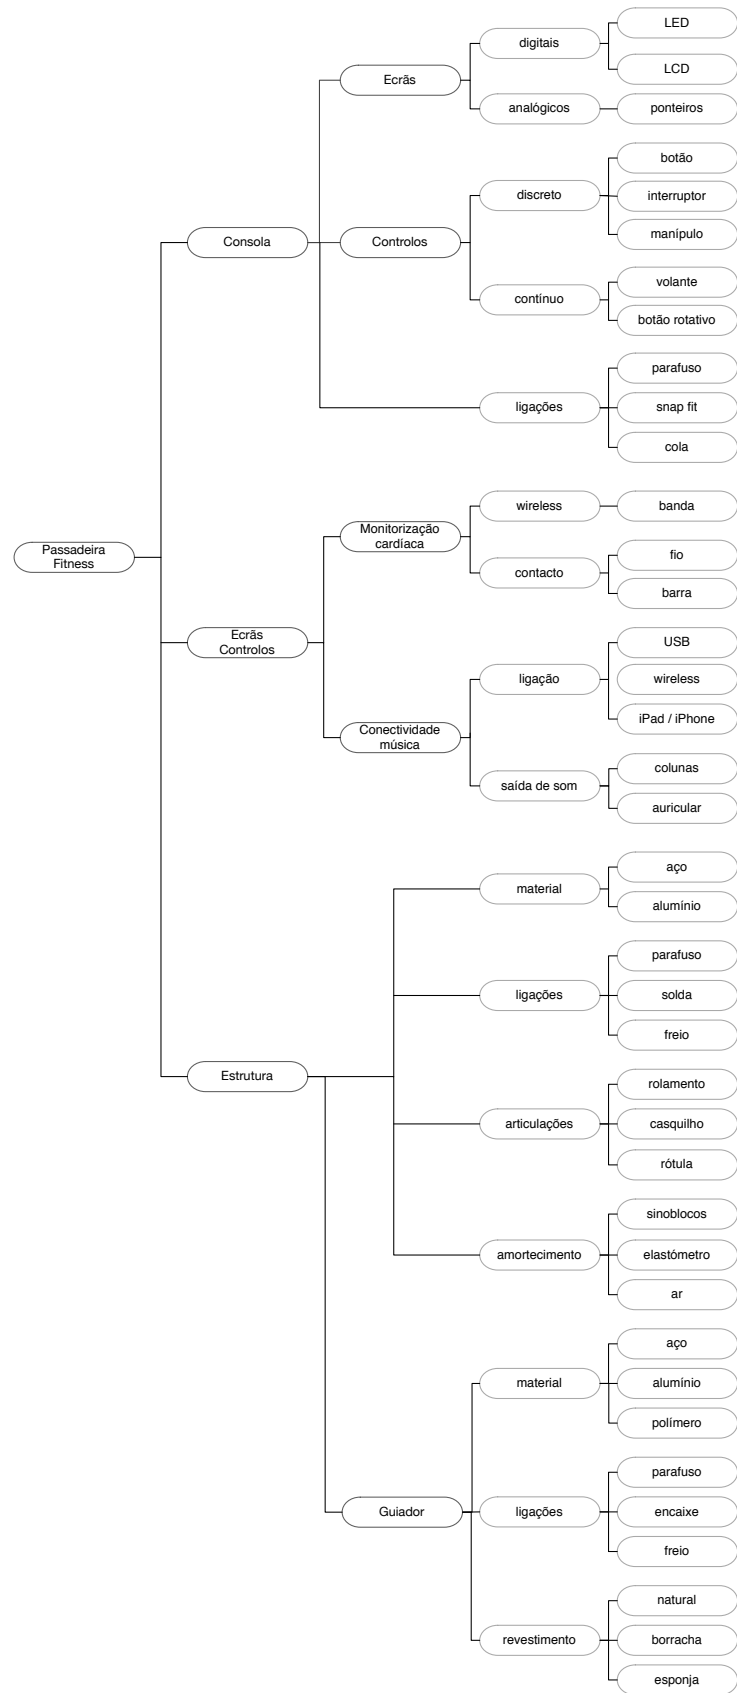 LED
digitais
LCD
Ecrãs
analógicos
ponteiros
botão
discreto
interruptor
manípulo
Consola
Controlos
volante
contínuo
botão rotativo
parafuso
ligações
snap fit
cola
wireless
banda
Monitorização
cardíaca
fio
contacto
barra
Passadeira
Fitness
Ecrãs
Controlos
USB
ligação
wireless
iPad / iPhone
Conectividade
música
colunas
saída de som
auricular
aço
material
alumínio
parafuso
ligações
solda
freio
Estrutura
rolamento
articulações
casquilho
rótula
sinoblocos
amortecimento
elastómetro
ar
aço
material
alumínio
polímero
parafuso
Guiador
ligações
encaixe
freio
natural
revestimento
borracha
esponja